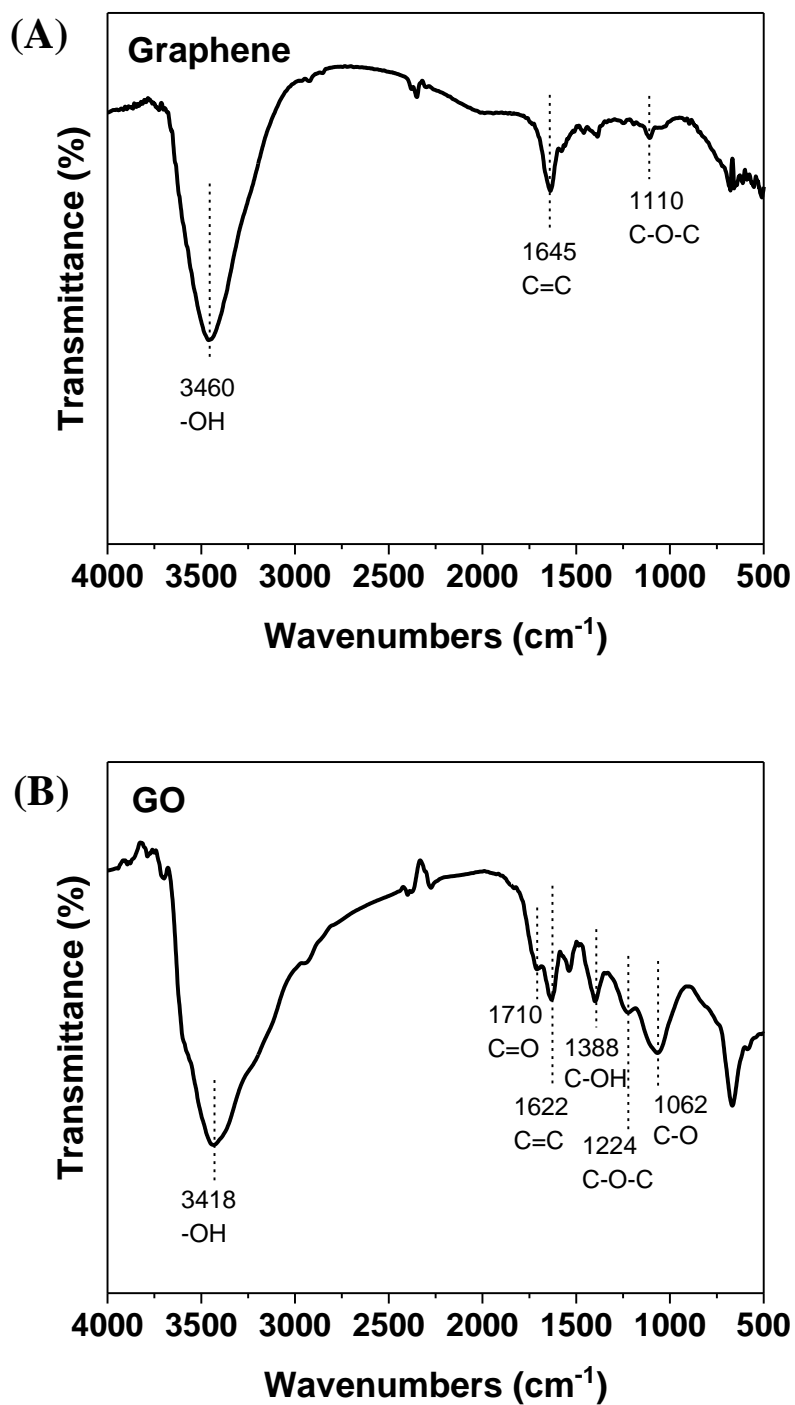 (A)
Graphene
Transmittance (%)
1110
C-O-C
1645
C=C
3460
-OH
4000 3500 3000 2500 2000 1500 1000 500
Wavenumbers (cm⁻¹)
(B)
GO
Transmittance (%)
1710
C=O
1388
C-OH
1622
C=C
1062
C-O
1224
C-O-C
3418
-OH
4000 3500 3000 2500 2000 1500 1000 500
Wavenumbers (cm⁻¹)